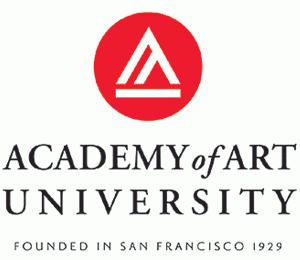 ACADEMY of ART
UNIVERSITY
FOUNDED IN SAN FRANCISCO 1929